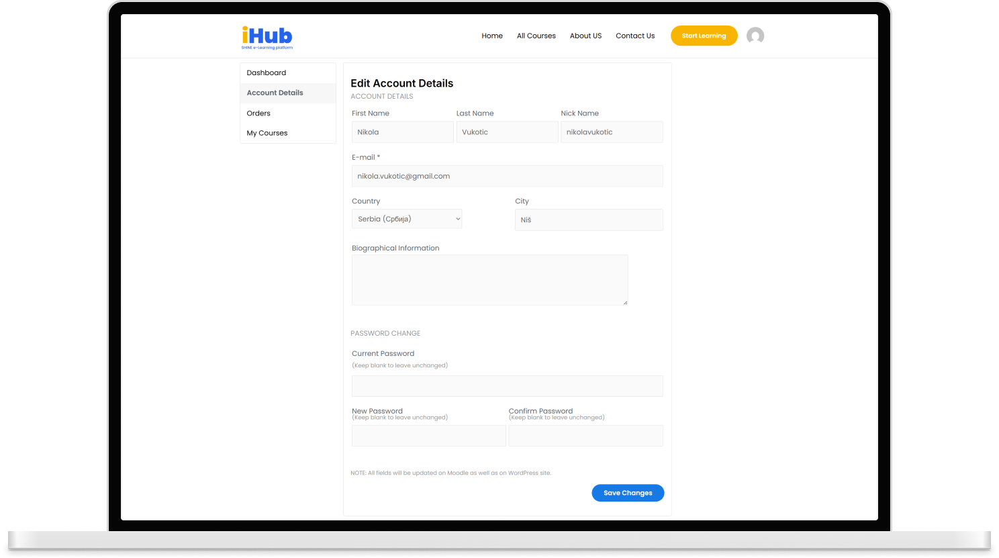 iHub
SHINE e-Learning platform
Home All Courses About US Contact Us Start Learning
Dashboard
Account Details
Orders
My Courses
Edit Account Details
ACCOUNT DETAILS
First Name Last Name Nick Name
Nikola Vukotic nikolavukotic
E-mail *
nikola.vukotic@gmail.com
Country City
Serbia (Србија) Niš
Biographical Information
PASSWORD CHANGE
Current Password
(Keep blank to leave unchanged)
New Password Confirm Password
(Keep blank to leave unchanged) (Keep blank to leave unchanged)
NOTE: All fields will be updated on Moodle as well as on WordPress site.
Save Changes